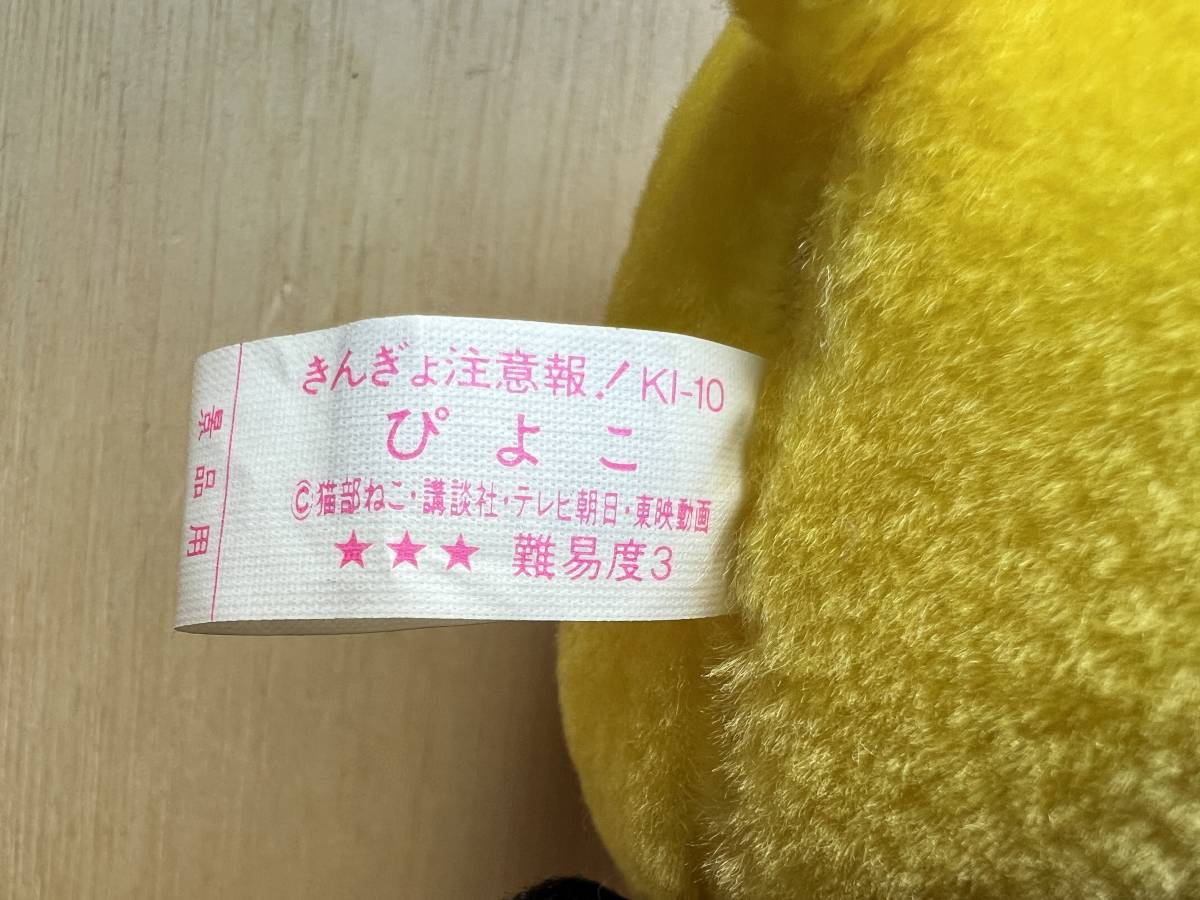 きんぎょ注意報！KI-10
ぴよこ
©猫部ねこ・講談社・テレビ朝日・東映動画
★★★ 難易度3
景品用